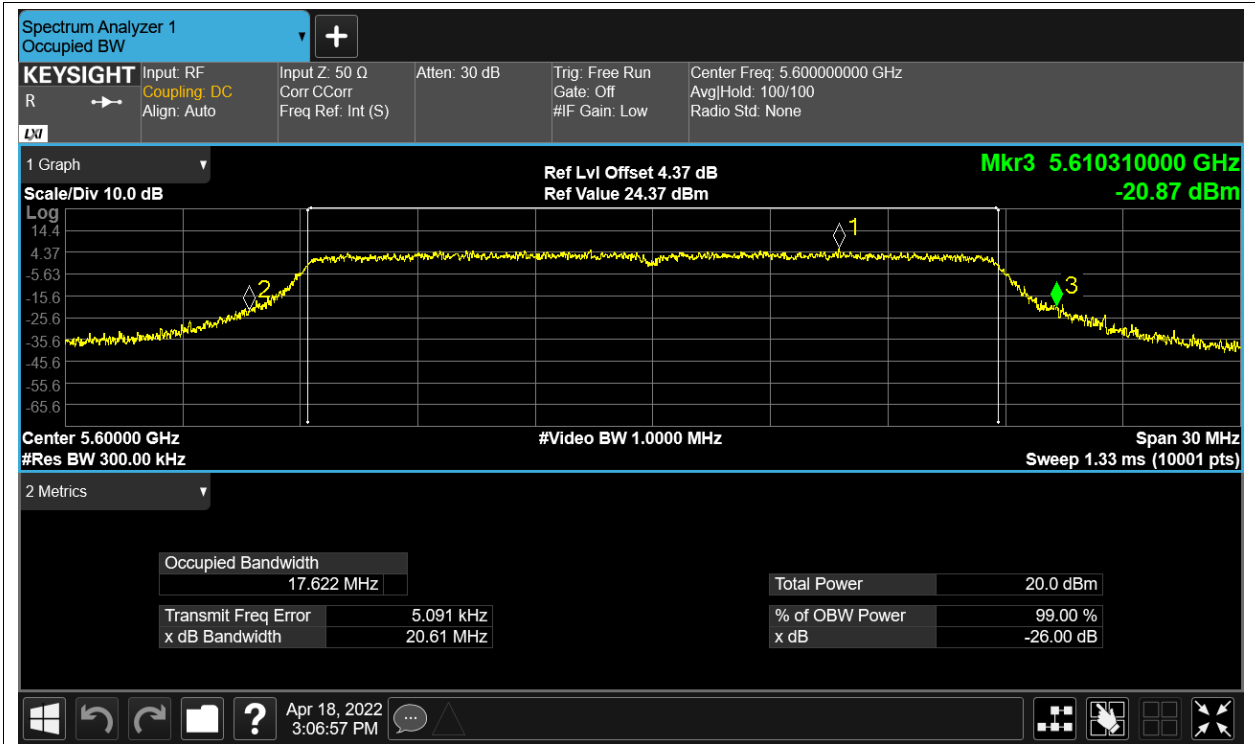 Spectrum Analyzer 1
Occupied BW
▼
+
KEYSIGHT Input: RF Input Z: 50 Ω Atten: 30 dB Trig: Free Run Center Freq: 5.600000000 GHz
R Coupling: DC Corr CCorr Gate: Off Avg|Hold: 100/100
Align: Auto Freq Ref: Int (S) #IF Gain: Low Radio Std: None
LXI
1 Graph ▼ Ref Lvl Offset 4.37 dB Mkr3 5.610310000 GHz
Scale/Div 10.0 dB Ref Value 24.37 dBm -20.87 dBm
Log
14.4
4.37
-5.63
-15.6
-25.6
-35.6
-45.6
-55.6
-65.6
1
2
3
Center 5.60000 GHz #Video BW 1.0000 MHz Span 30 MHz
#Res BW 300.00 kHz Sweep 1.33 ms (10001 pts)
2 Metrics ▼
Occupied Bandwidth
17.622 MHz Total Power 20.0 dBm
Transmit Freq Error 5.091 kHz % of OBW Power 99.00 %
x dB Bandwidth 20.61 MHz x dB -26.00 dB
? Apr 18, 2022
3:06:57 PM